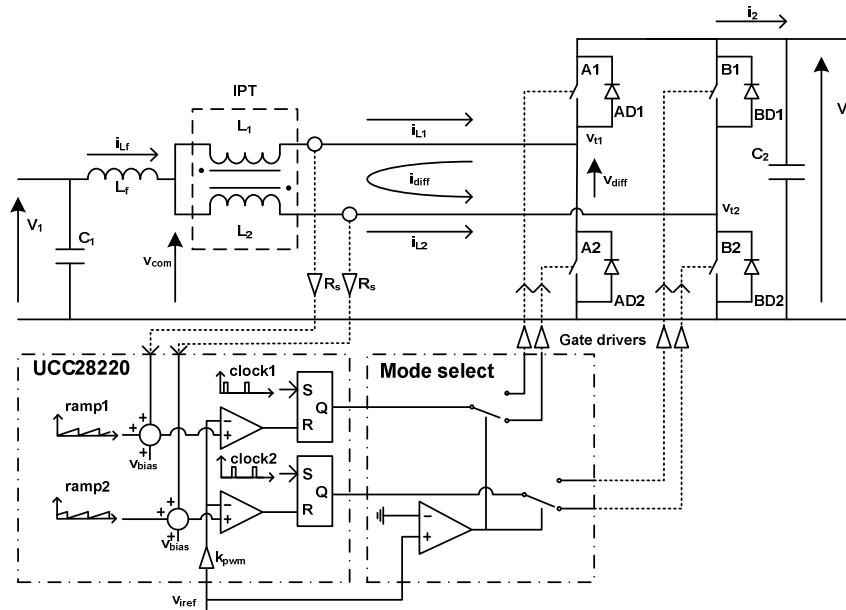 i2
IPT
A1
B1
L1
AD1
BD1
V
iLf
iL1
vt1
C2
Lf
idiff
vdiff
V1
L2
vt2
C1
vcom
iL2
A2
B2
Rs
Rs
AD2
BD2
Gate drivers
UCC28220
clock1
Mode select
S
Q
R
ramp1
+
+
+
−
+
vbias
clock2
S
Q
R
ramp2
+
+
+
−
+
vbias
−
+
kpwm
viref